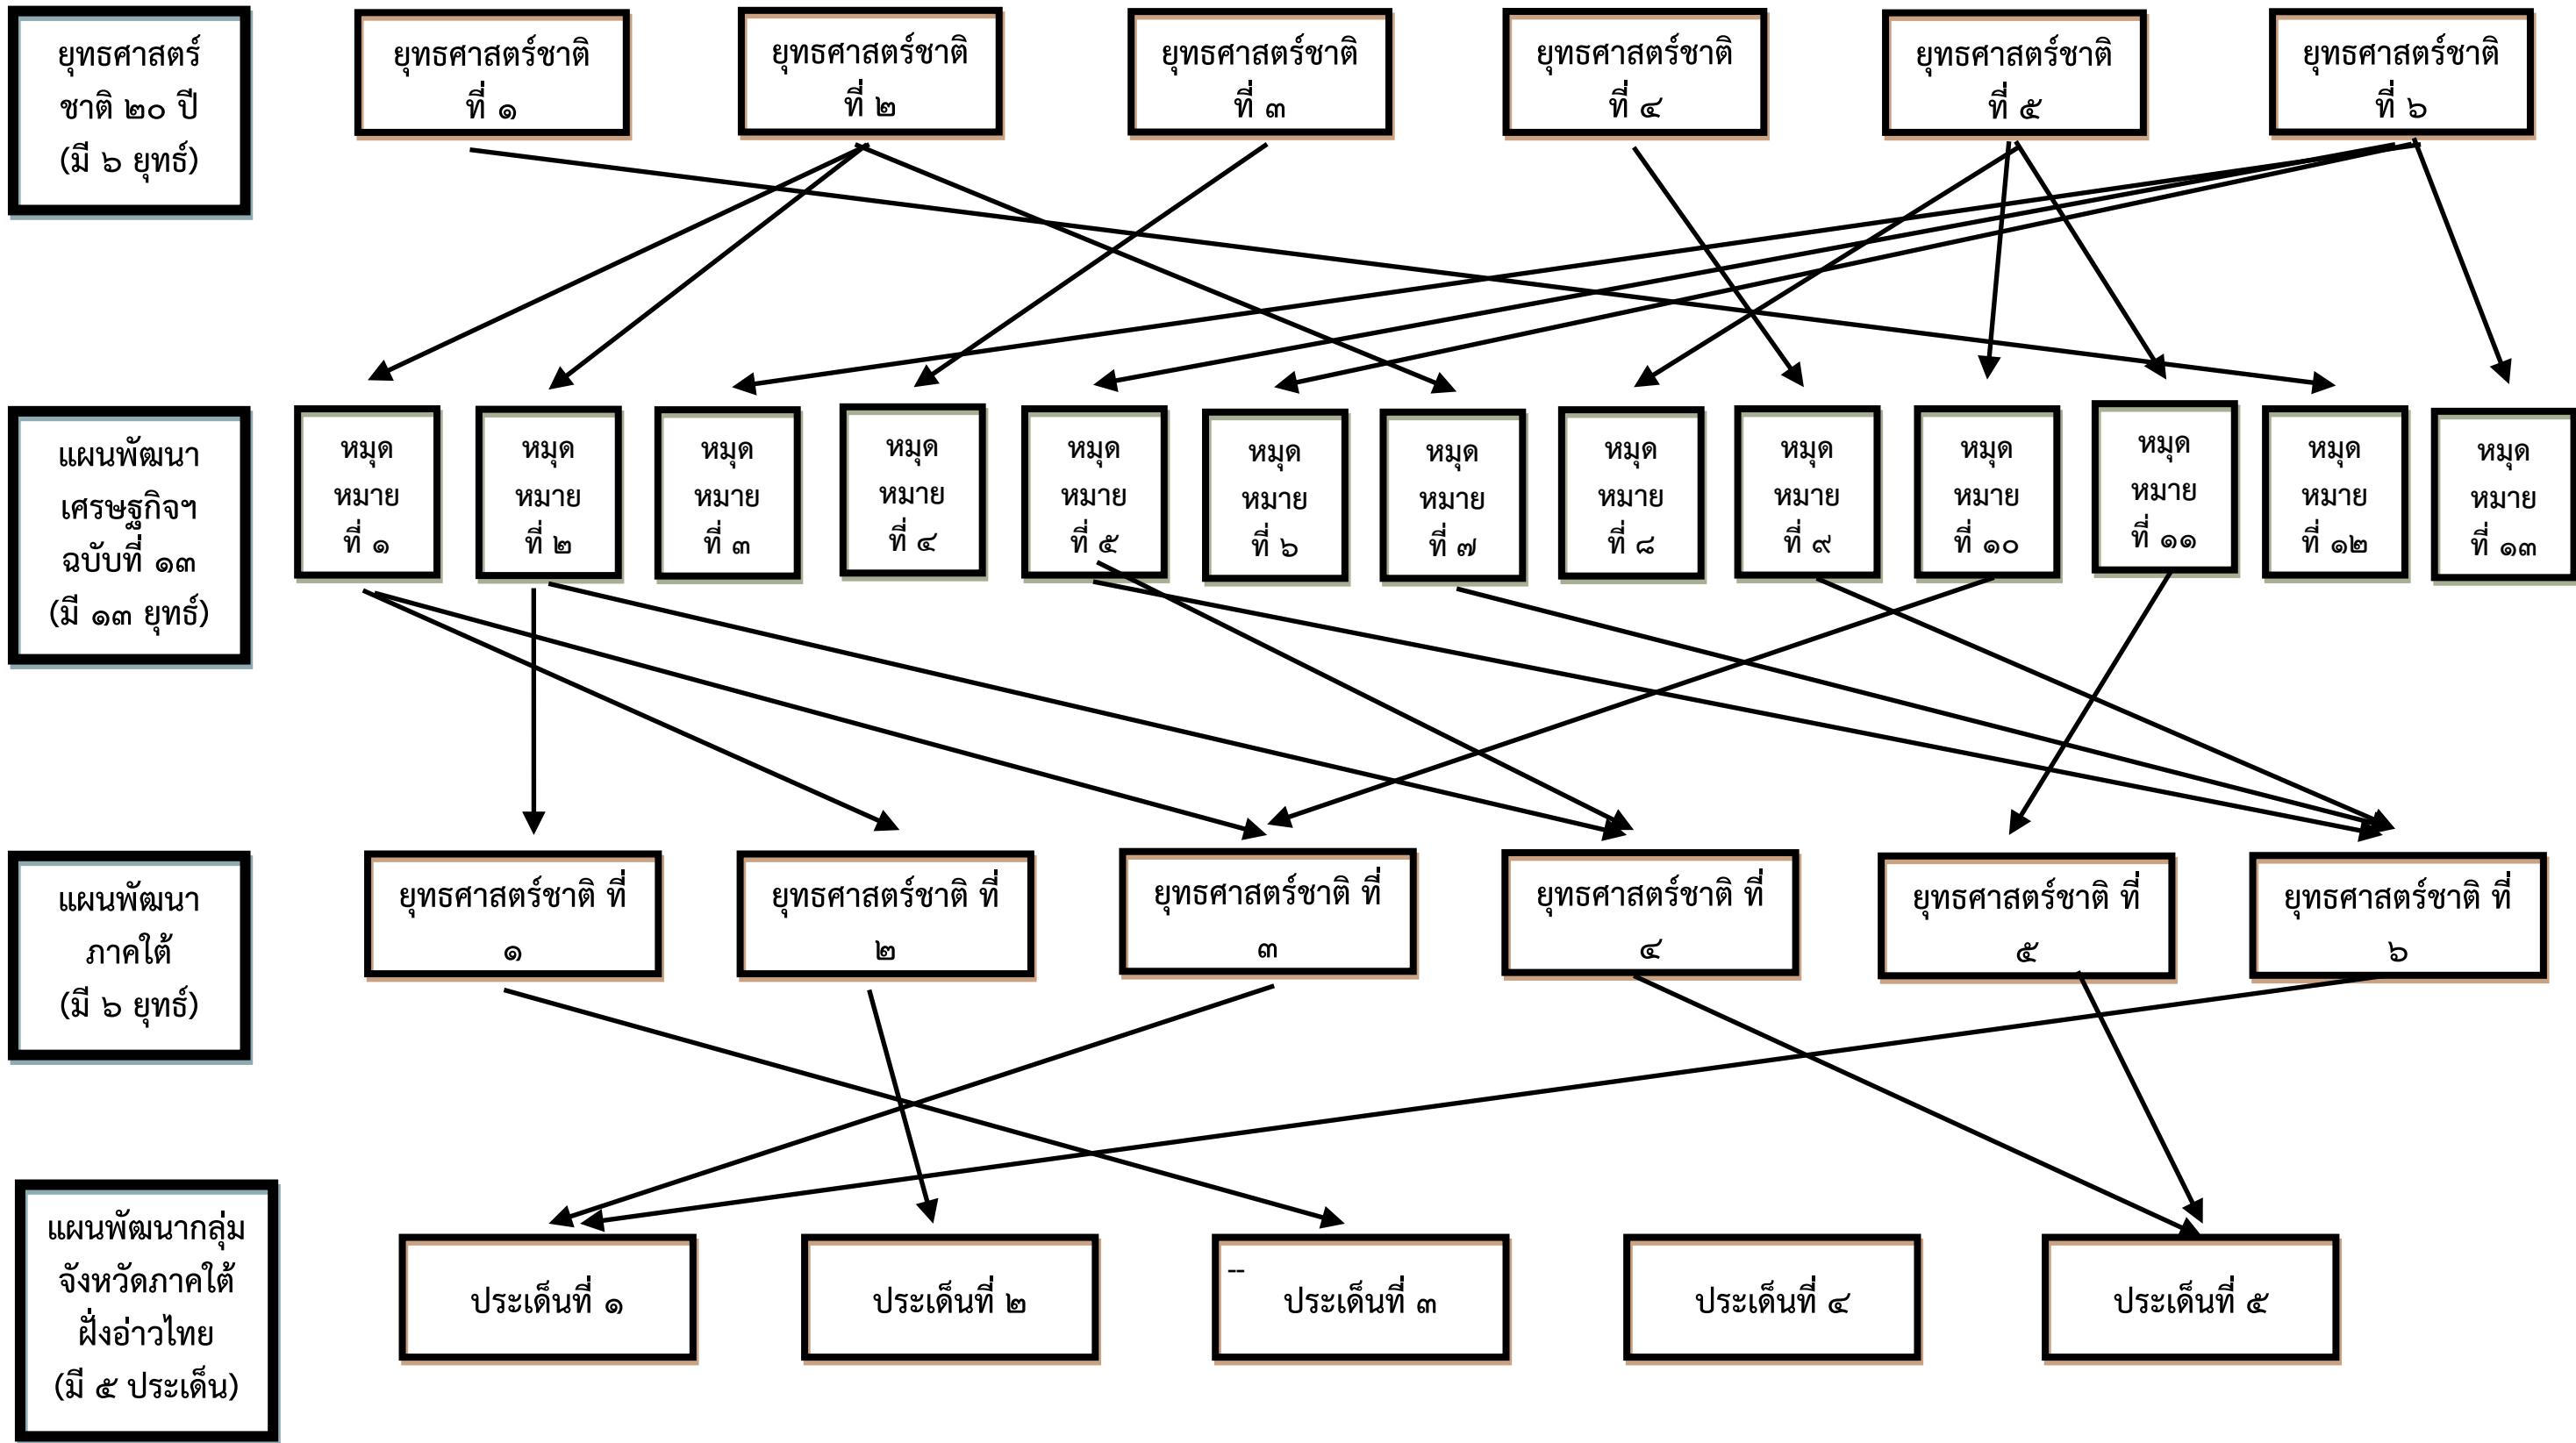 ยุทธศาสตร์
ชาติ ๒๐ ปี
(มี ๖ ยุทธ์)
ยุทธศาสตร์ชาติ
ที่ ๑
ยุทธศาสตร์ชาติ
ที่ ๒
ยุทธศาสตร์ชาติ
ที่ ๓
ยุทธศาสตร์ชาติ
ที่ ๔
ยุทธศาสตร์ชาติ
ที่ ๕
ยุทธศาสตร์ชาติ
ที่ ๖
แผนพัฒนา
เศรษฐกิจฯ
ฉบับที่ ๑๓
(มี ๑๓ ยุทธ์)
หมุด
หมาย
ที่ ๑
หมุด
หมาย
ที่ ๒
หมุด
หมาย
ที่ ๓
หมุด
หมาย
ที่ ๔
หมุด
หมาย
ที่ ๕
หมุด
หมาย
ที่ ๖
หมุด
หมาย
ที่ ๗
หมุด
หมาย
ที่ ๘
หมุด
หมาย
ที่ ๙
หมุด
หมาย
ที่ ๑๐
หมุด
หมาย
ที่ ๑๑
หมุด
หมาย
ที่ ๑๒
หมุด
หมาย
ที่ ๑๓
แผนพัฒนา
ภาคใต้
(มี ๖ ยุทธ์)
ยุทธศาสตร์ชาติ ที่
๑
ยุทธศาสตร์ชาติ ที่
๒
ยุทธศาสตร์ชาติ ที่
๓
ยุทธศาสตร์ชาติ ที่
๔
ยุทธศาสตร์ชาติ ที่
๕
ยุทธศาสตร์ชาติ ที่
๖
แผนพัฒนากลุ่ม
จังหวัดภาคใต้
ฝั่งอ่าวไทย
(มี ๕ ประเด็น)
ประเด็นที่ ๑
ประเด็นที่ ๒
--
ประเด็นที่ ๓
ประเด็นที่ ๔
ประเด็นที่ ๕